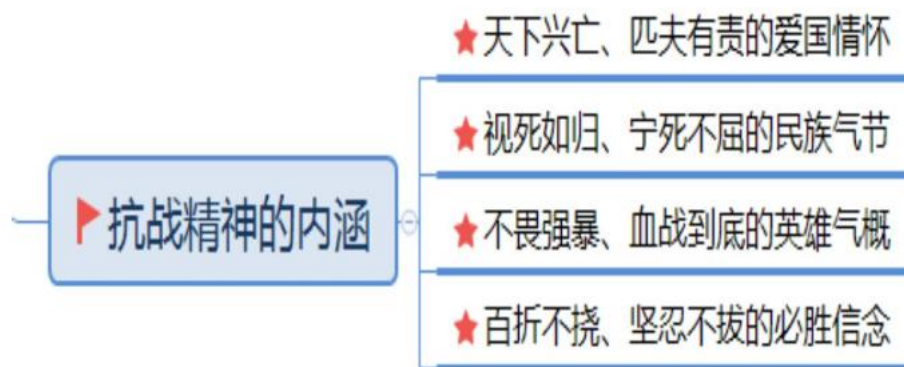 天下兴亡、匹夫有责的爱国情怀
视死如归、宁死不屈的民族气节
抗战精神的内涵
不畏强暴、血战到底的英雄气概
百折不挠、坚忍不拔的必胜信念